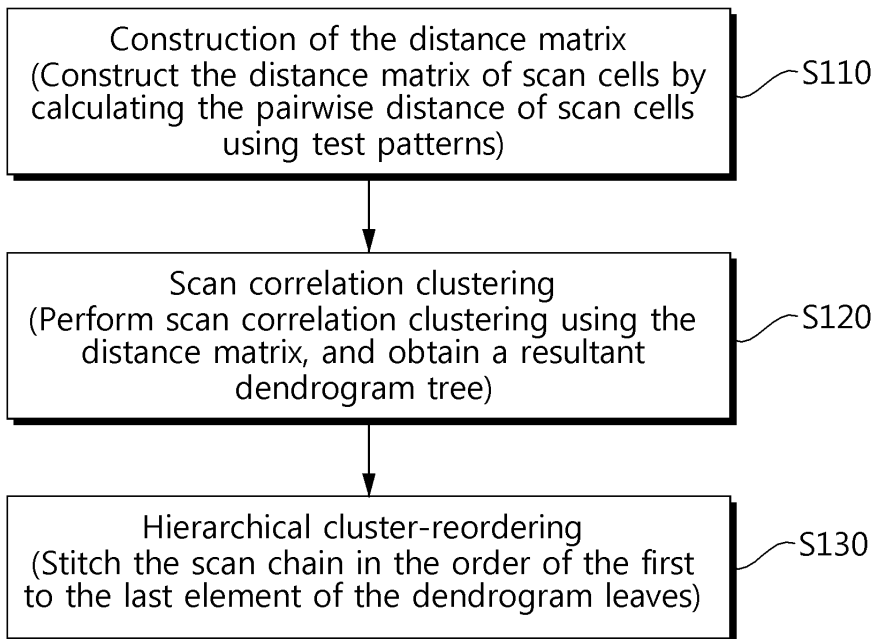 Construction of the distance matrix
(Construct the distance matrix of scan cells by
calculating the pairwise distance of scan cells
using test patterns)
S110
Scan correlation clustering
(Perform scan correlation clustering using the
distance matrix, and obtain a resultant
dendrogram tree)
S120
Hierarchical cluster-reordering
(Stitch the scan chain in the order of the first
to the last element of the dendrogram leaves)
S130